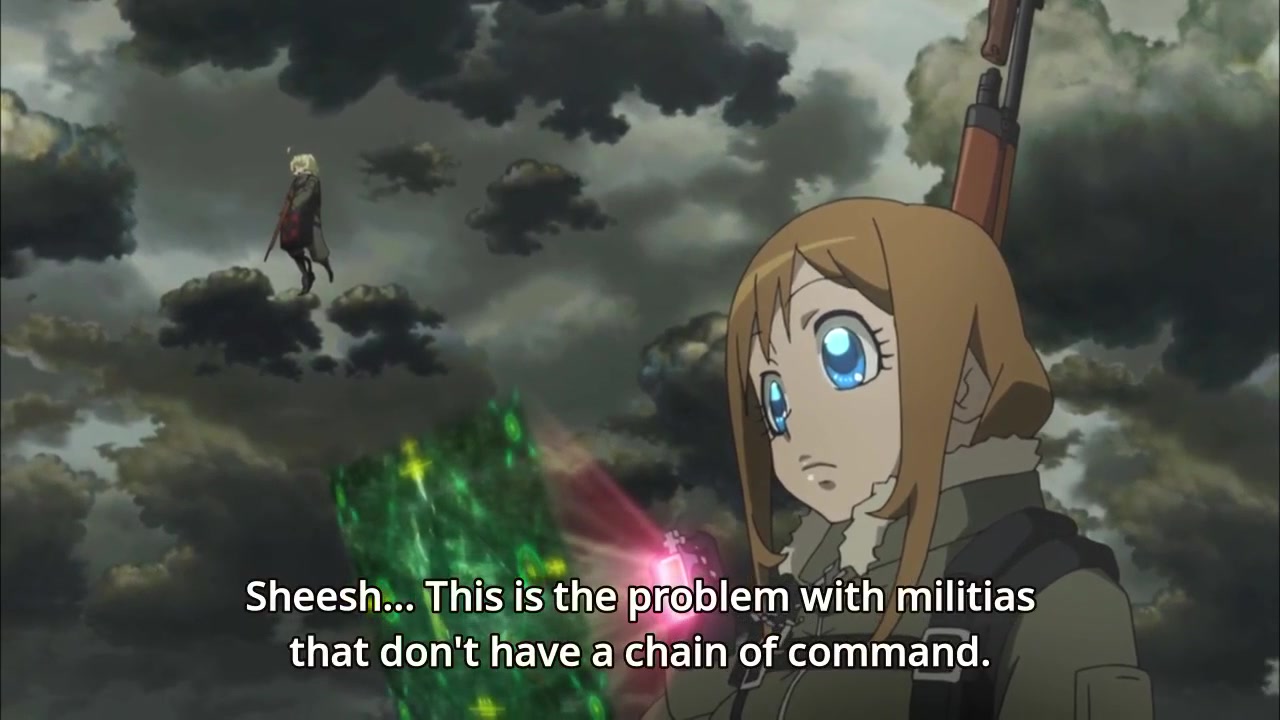 Sheesh... This is the problem with militias
that don't have a chain of command.